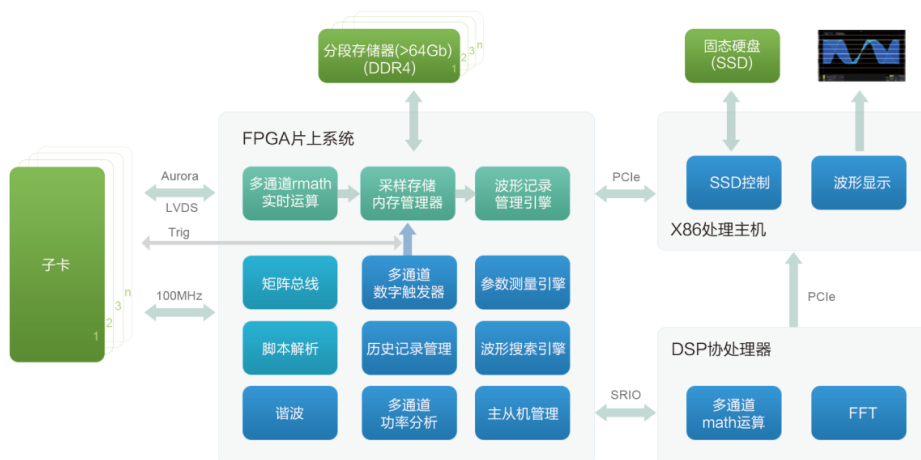 分段存储器(>64Gb)
(DDR4)
1
2
3
n
固态硬盘
(SSD)
FPGA片上系统
多通道rmath
实时运算
采样存储
内存管理器
波形记录
管理引擎
Aurora
LVDS
Trig
100MHz
子卡
1
2
3
n
矩阵总线
多通道
数字触发器
参数测量引擎
脚本解析
历史记录管理
波形搜索引擎
谐波
多通道
功率分析
主从机管理
PCIe
SSD控制
波形显示
X86处理主机
PCIe
DSP协处理器
SRIO
多通道
math运算
FFT